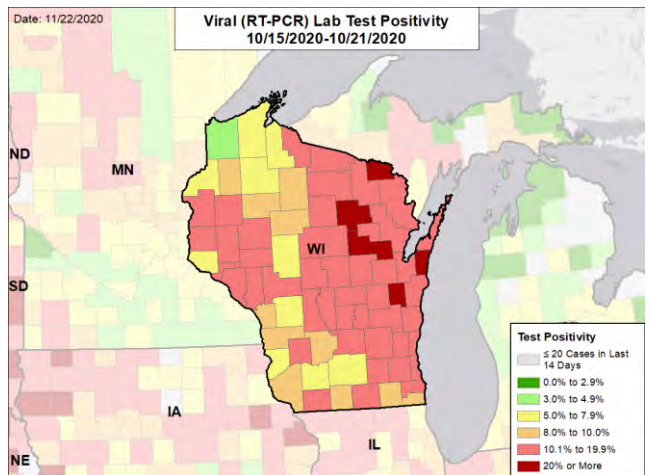 Date: 11/22/2020
Viral (RT-PCR) Lab Test Positivity
10/15/2020-10/21/2020
ND
MN
WI
SD
IA
NE
IL
Test Positivity
≤ 20 Cases in Last
14 Days
0.0% to 2.9%
3.0% to 4.9%
5.0% to 7.9%
8.0% to 10.0%
10.1% to 19.9%
20% or More